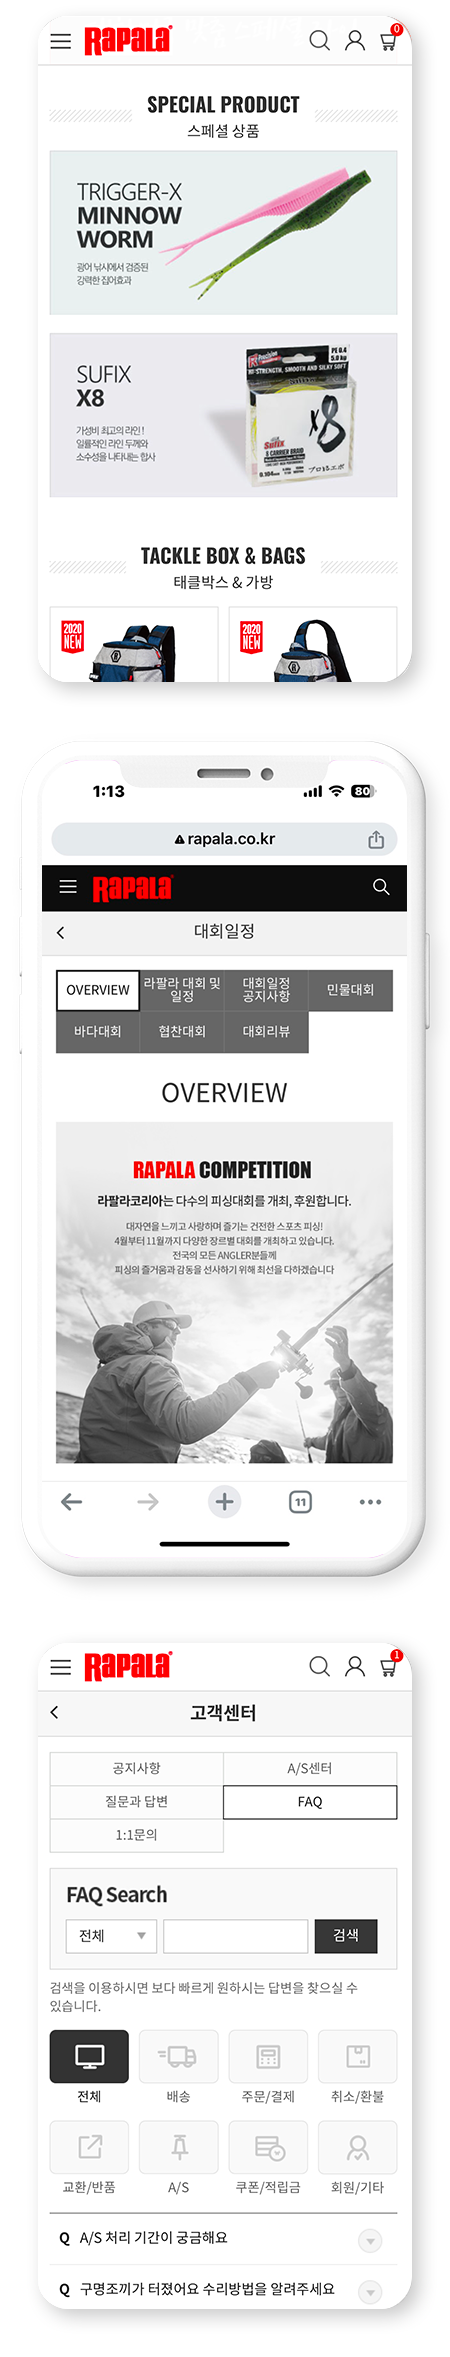 RAPALA
0
SPECIAL PRODUCT
스페셜 상품
TRIGGER-X
MINNOW
WORM
광어 낚시에서 검증된
강력한 집어효과
SUFIX
X8
가성비 최고의 라인 !
일률적인 라인 두께와
소수성을 나타내는 합사
PE 0.4
5.0kg
HI-STRENGTH, SMOOTH AND SILKY SOFT
Sufix
X8
Sufix
8 CARRIER BRAID
0.104mm
TACKLE BOX & BAGS
태클박스 & 가방
2020
NEW
2020
NEW
1:13
80
rapala.co.kr
RAPALA
대회일정
OVERVIEW
라팔라 대회 및
일정
대회일정
공지사항
민물대회
바다대회
협찬대회
대회리뷰
OVERVIEW
RAPALA COMPETITION
라팔라코리아는 다수의 피싱대회를 개최, 후원합니다.
대자연을 느끼고 사랑하며 즐기는 건전한 스포츠 피싱!
4월부터 11월까지 다양한 장르별 대회를 개최하고 있습니다.
전국의 모든 ANGLER분들께
피싱의 즐거움과 감동을 선사하기 위해 최선을 다하겠습니다
11
RAPALA
1
고객센터
공지사항
A/S센터
질문과 답변
FAQ
1:1문의
FAQ Search
전체
검색
검색을 이용하시면 보다 빠르게 원하시는 답변을 찾으실 수
있습니다.
전체
배송
주문/결제
취소/환불
교환/반품
A/S
쿠폰/적립금
회원/기타
Q A/S 처리 기간이 궁금해요
Q 구명조끼가 터졌어요 수리방법을 알려주세요